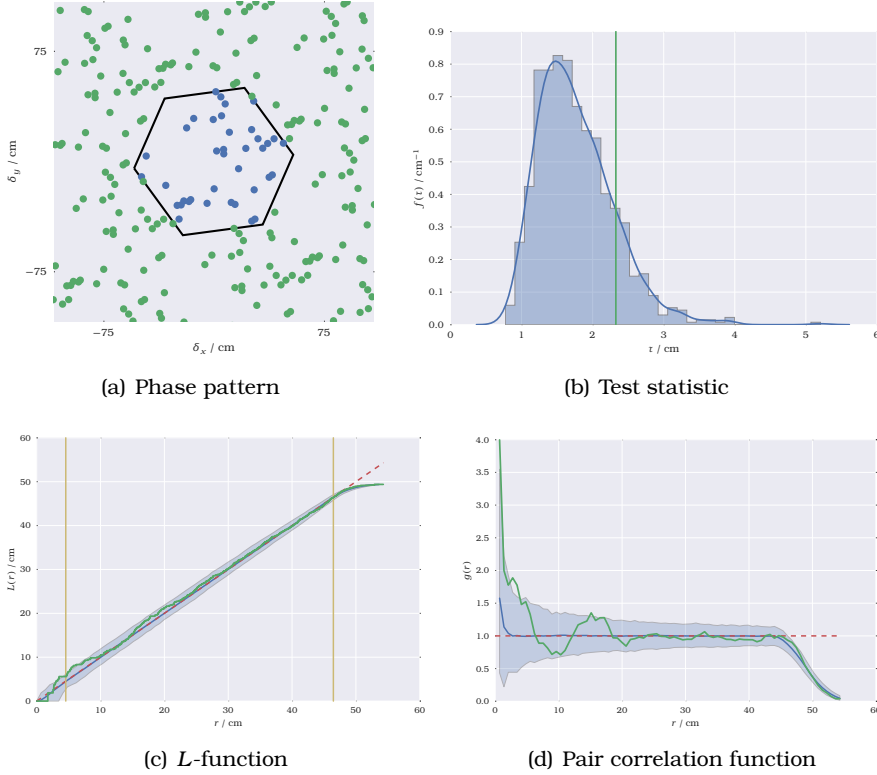 75
−75
δy / cm
−75
75
δx / cm
(a) Phase pattern
0.9
0.8
0.7
0.6
0.5
0.4
0.3
0.2
0.1
0.0
f(τ) / cm⁻¹
0 1 2 3 4 5 6
τ / cm
(b) Test statistic
60
50
40
30
20
10
0
L(r) / cm
0 10 20 30 40 50 60
r / cm
(c) L-function
4.0
3.5
3.0
2.5
2.0
1.5
1.0
0.5
0.0
g(r)
0 10 20 30 40 50 60
r / cm
(d) Pair correlation function